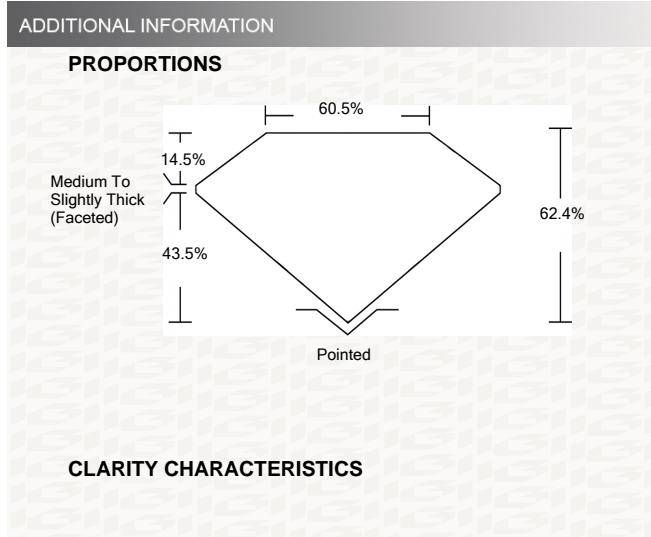 ADDITIONAL INFORMATION
PROPORTIONS
60.5%
14.5%
Medium To
Slightly Thick
(Faceted)
62.4%
43.5%
Pointed
CLARITY CHARACTERISTICS